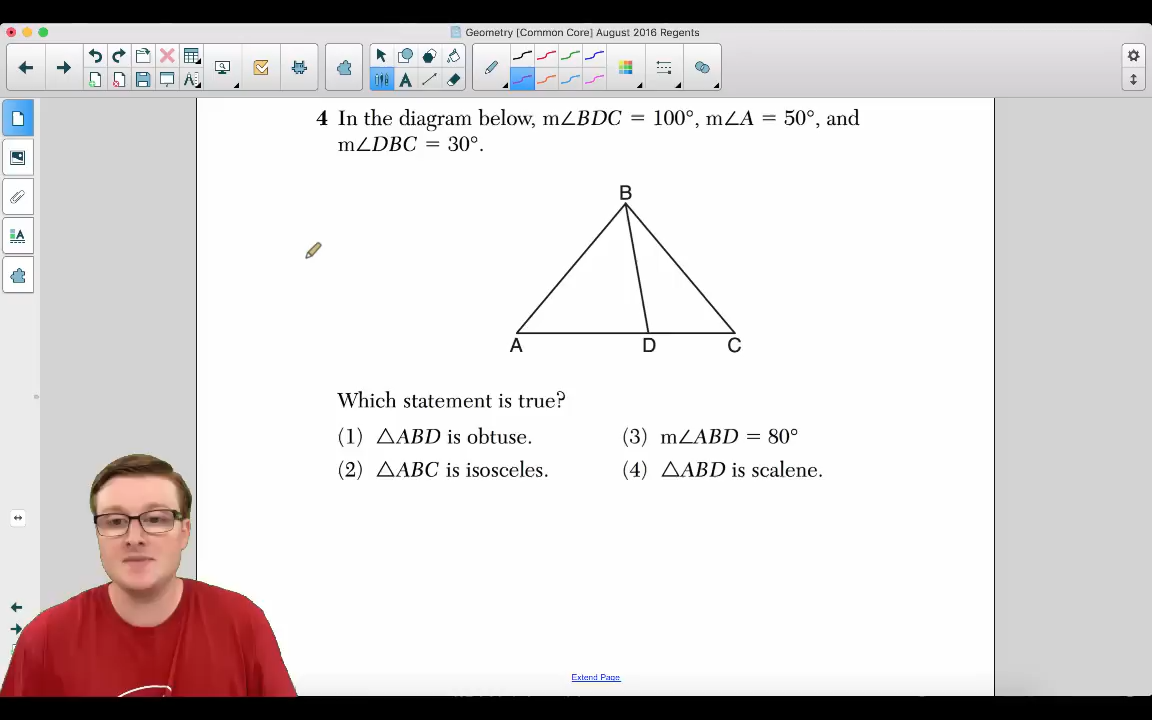 Geometry [Common Core] August 2016 Regents
4 In the diagram below, m∠BDC = 100°, m∠A = 50°, and
m∠DBC = 30°.
B
A D C
Which statement is true?
(1) △ABD is obtuse. (3) m∠ABD = 80°
(2) △ABC is isosceles. (4) △ABD is scalene.
Extend Page